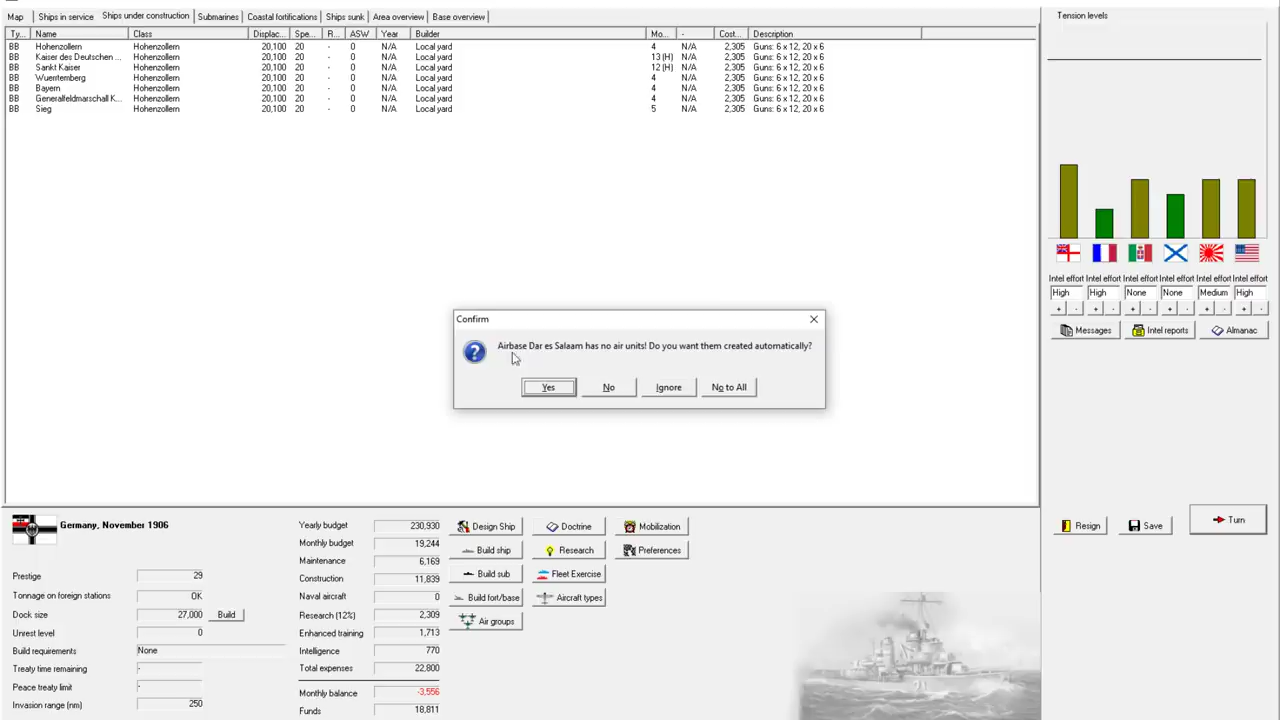 Map Ships in service Ships under construction Submarines Coastal fortifications Ships sunk Area overview Base overview
Ty... Name Class Displac... Spe... R... ASW Year Builder Mo... - Cost... Description
BB Hohenzollern Hohenzollern 20,100 20 - 0 N/A Local yard 4 N/A 2,305 Guns: 6 x 12, 20 x 6
BB Kaiser des Deutschen ... Hohenzollern 20,100 20 - 0 N/A Local yard 13 (H) N/A 2,305 Guns: 6 x 12, 20 x 6
BB Sankt Kaiser Hohenzollern 20,100 20 - 0 N/A Local yard 12 (H) N/A 2,305 Guns: 6 x 12, 20 x 6
BB Wuerttemberg Hohenzollern 20,100 20 - 0 N/A Local yard 4 N/A 2,305 Guns: 6 x 12, 20 x 6
BB Bayern Hohenzollern 20,100 20 - 0 N/A Local yard 4 N/A 2,305 Guns: 6 x 12, 20 x 6
BB Generalfeldmarschall K... Hohenzollern 20,100 20 - 0 N/A Local yard 4 N/A 2,305 Guns: 6 x 12, 20 x 6
BB Sieg Hohenzollern 20,100 20 - 0 N/A Local yard 5 N/A 2,305 Guns: 6 x 12, 20 x 6
Tension levels
Intel effort Intel effort Intel effort Intel effort Intel effort Intel effort
High High None None Medium High
+ - + - + - + - + - + -
Messages Intel reports Almanac
Confirm
Airbase Dar es Salaam has no air units! Do you want them created automatically?
Yes No Ignore No to All
Germany, November 1906
Prestige 29
Tonnage on foreign stations OK
Dock size 27,000 Build
Unrest level 0
Build requirements None
Treaty time remaining -
Peace treaty limit -
Invasion range (nm) 250
Yearly budget 230,930
Monthly budget 19,244
Maintenance 6,169
Construction 11,839
Naval aircraft 0
Research (12%) 2,309
Enhanced training 1,713
Intelligence 770
Total expenses 22,800
Monthly balance -3,556
Funds 18,811
Design Ship Doctrine Mobilization
Build ship Research Preferences
Build sub Fleet Exercise
Build fort/base Aircraft types
Air groups
Resign Save Turn